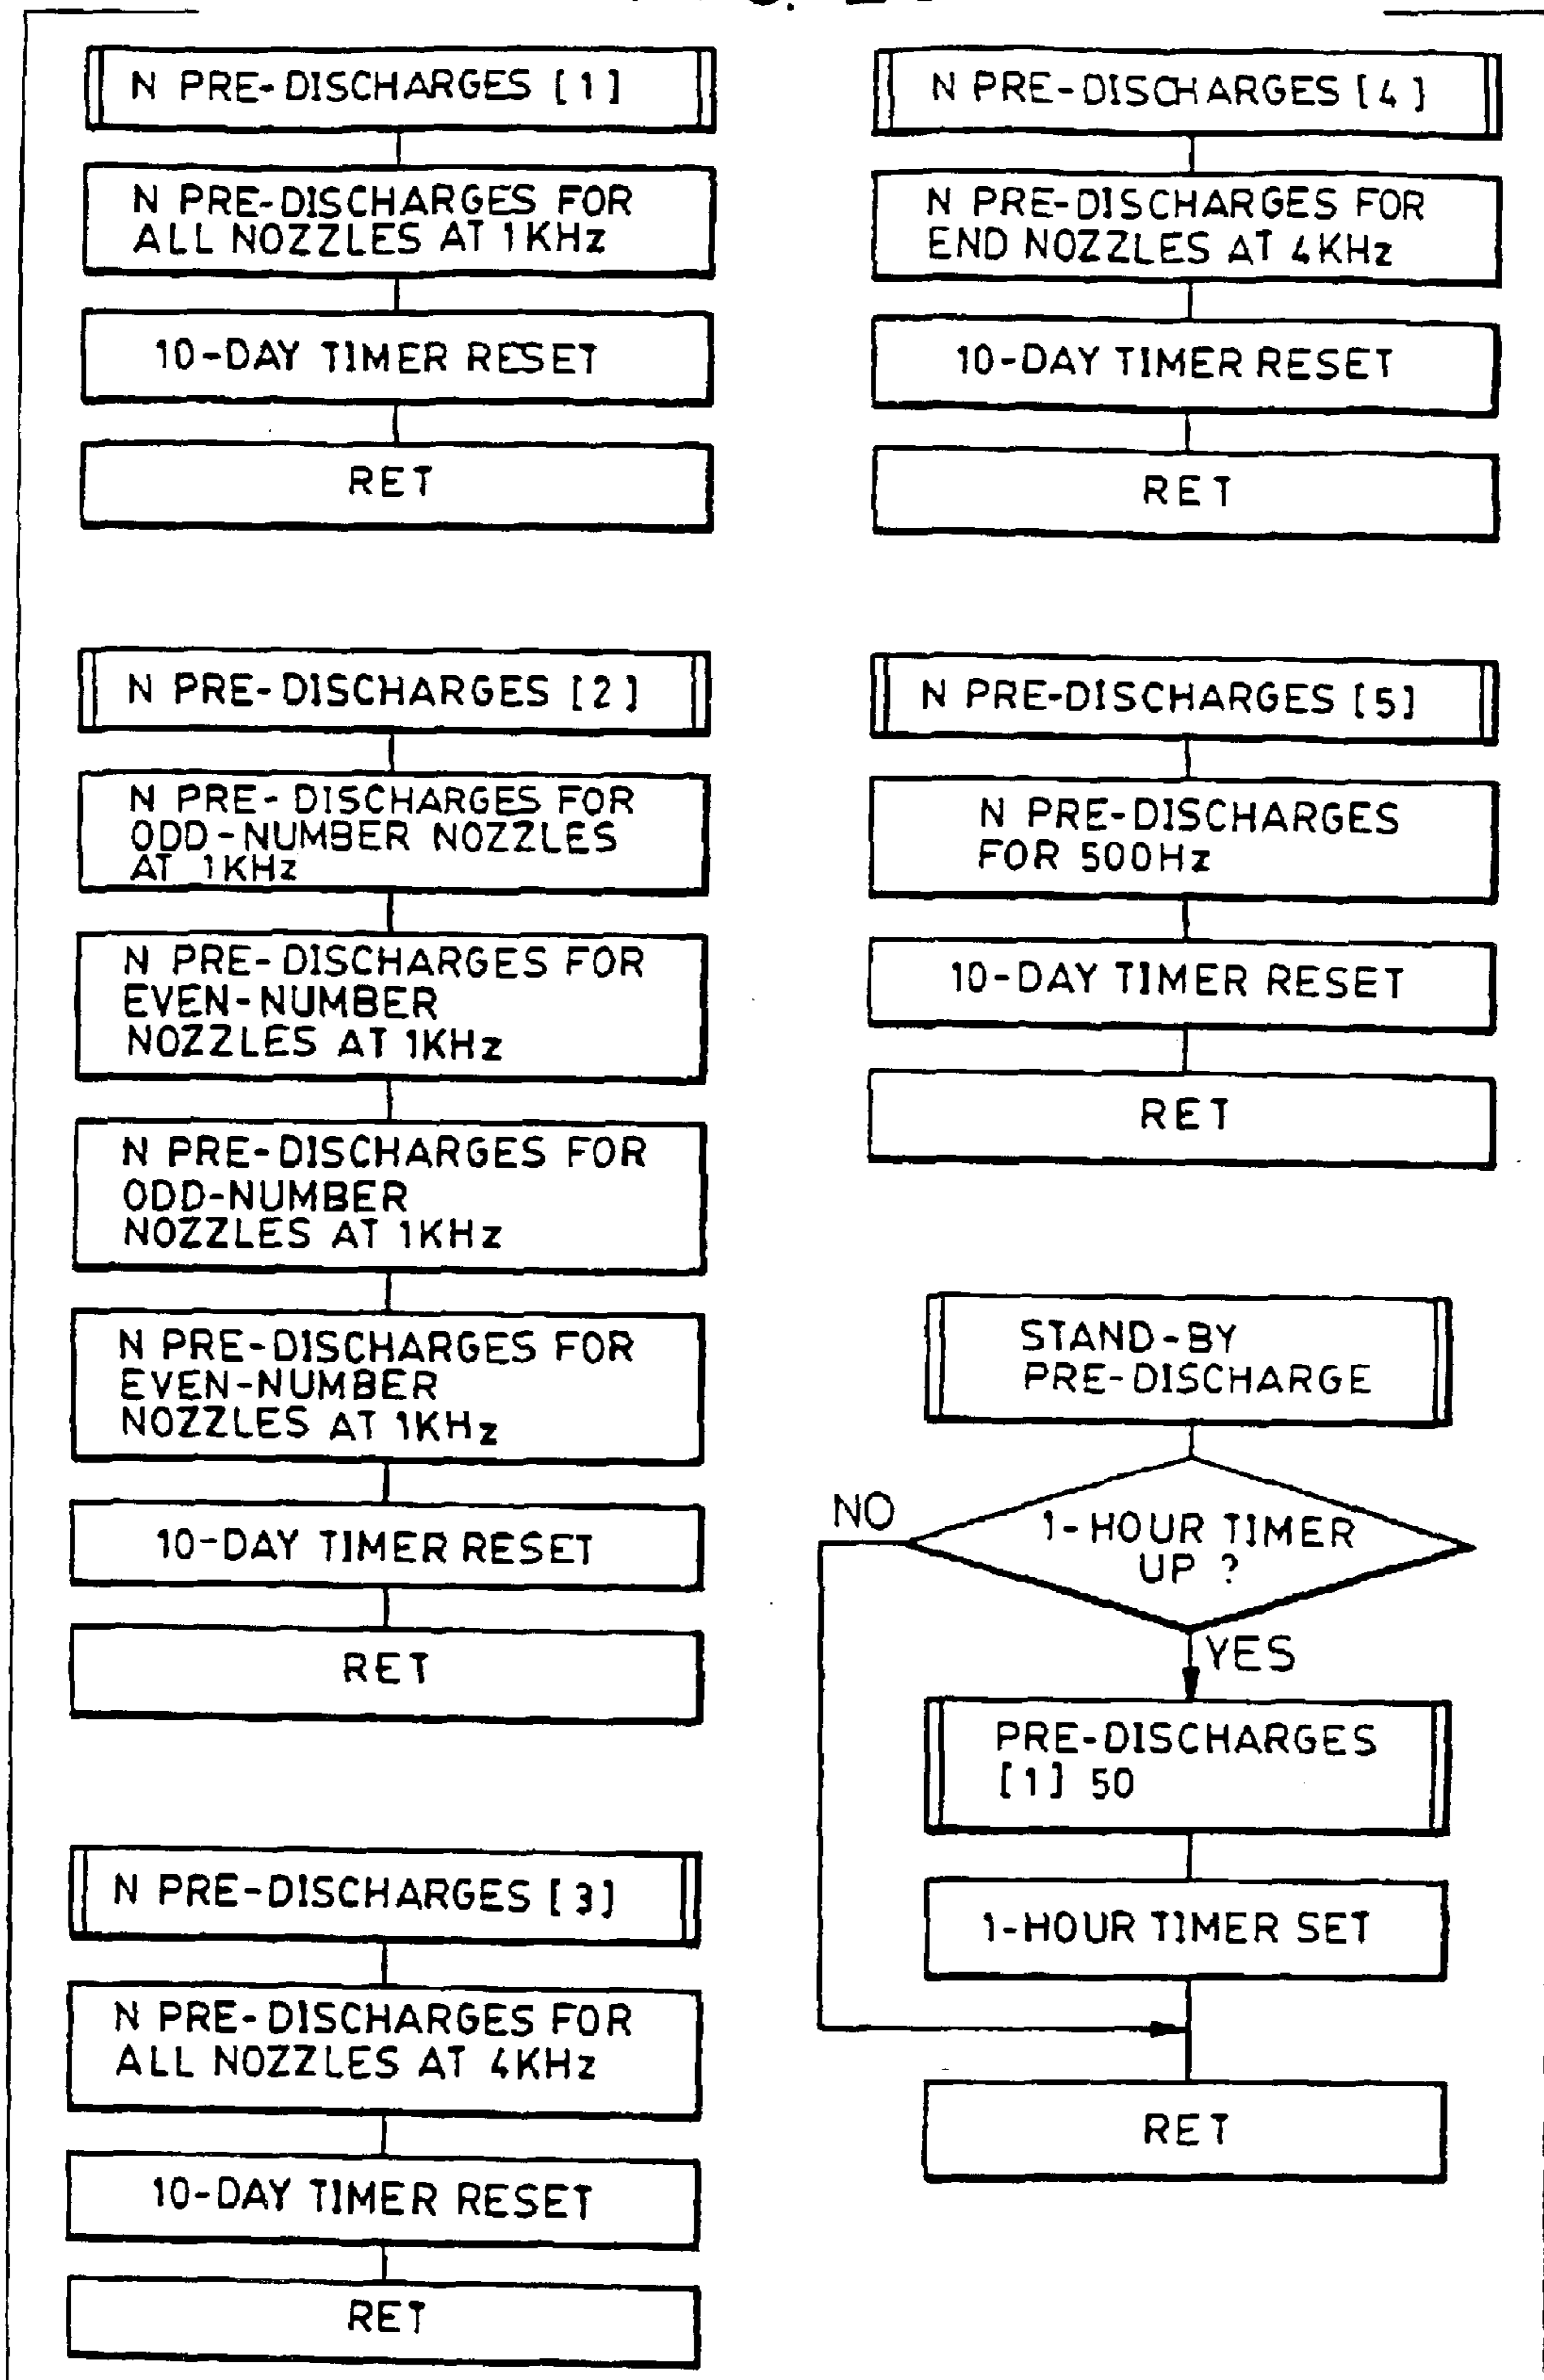 N PRE-DISCHARGES [1]
N PRE-DISCHARGES FOR
ALL NOZZLES AT 1KHz
10-DAY TIMER RESET
RET
N PRE-DISCHARGES [2]
N PRE-DISCHARGES FOR
ODD-NUMBER NOZZLES
AT 1KHz
N PRE-DISCHARGES FOR
EVEN-NUMBER
NOZZLES AT 1KHz
N PRE-DISCHARGES FOR
ODD-NUMBER
NOZZLES AT 1KHz
N PRE-DISCHARGES FOR
EVEN-NUMBER
NOZZLES AT 1KHz
10-DAY TIMER RESET
RET
N PRE-DISCHARGES [3]
N PRE-DISCHARGES FOR
ALL NOZZLES AT 4KHz
10-DAY TIMER RESET
RET
N PRE-DISCHARGES [4]
N PRE-DISCHARGES FOR
END NOZZLES AT 4KHz
10-DAY TIMER RESET
RET
N PRE-DISCHARGES [5]
N PRE-DISCHARGES
FOR 500Hz
10-DAY TIMER RESET
RET
STAND-BY
PRE-DISCHARGE
1-HOUR TIMER
UP ?
NO
YES
PRE-DISCHARGES
[1] 50
1-HOUR TIMER SET
RET